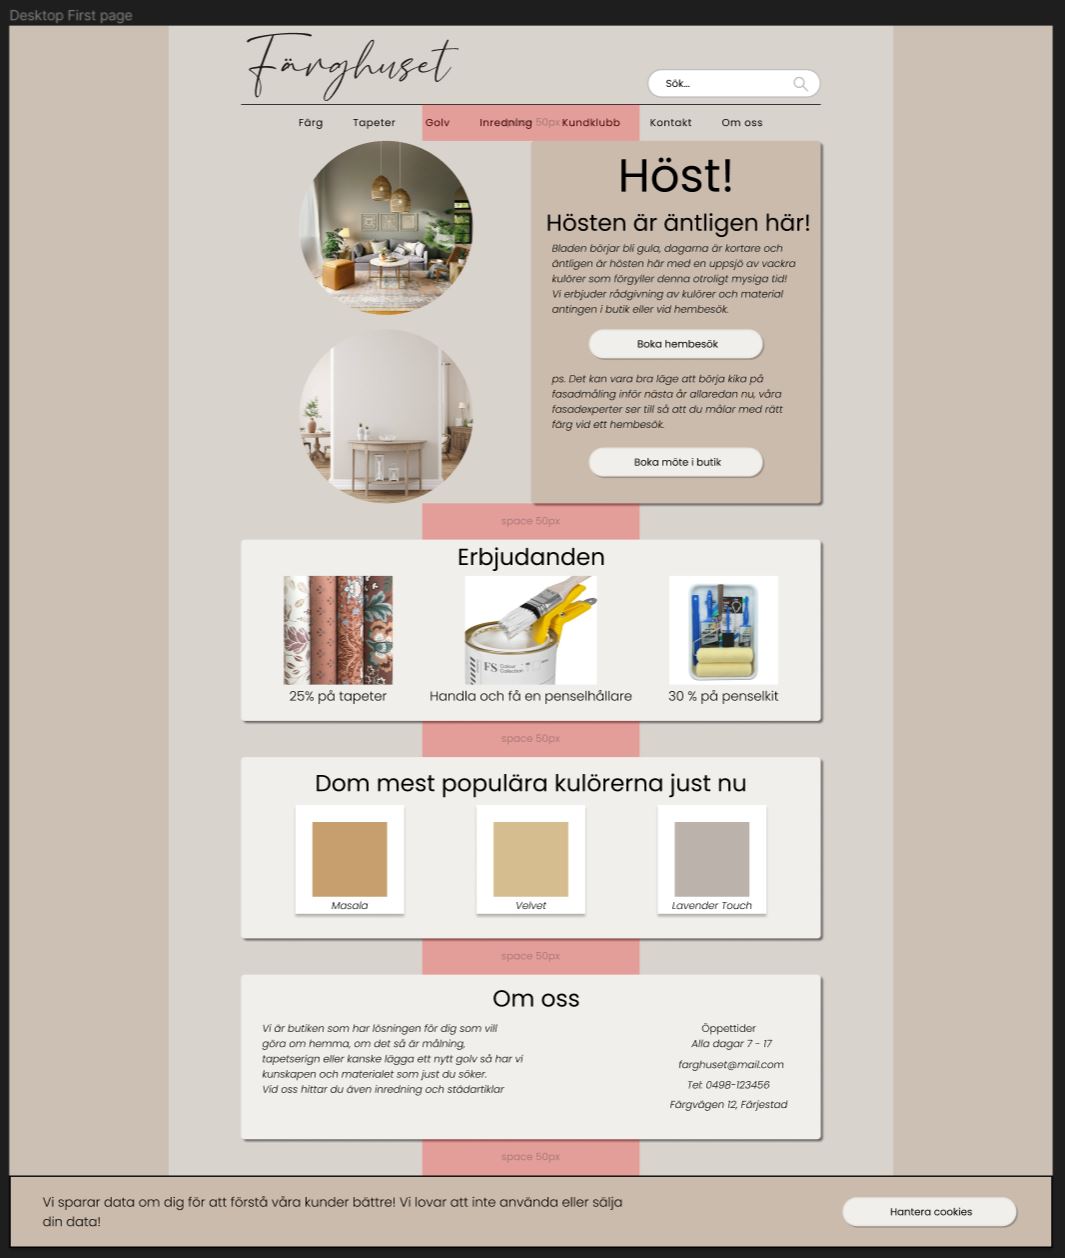 Desktop First page
Färghuset
Sök...
Färg Tapeter Golv Inredning Kundklubb Kontakt Om oss
space 50px
Höst!
Hösten är äntligen här!
Bladen börjar bli gula, dagarna är kortare och
äntligen är hösten här med en uppsjö av vackra
kulörer som förgyller denna otroligt mysiga tid!
Vi erbjuder rådgivning av kulörer och material
antingen i butik eller vid hembesök.
Boka hembesök
ps. Det kan vara bra läge att börja kika på
fasadmåling inför nästa år allaredan nu, våra
fasadexperter ser till så att du målar med rätt
färg vid ett hembesök.
Boka möte i butik
space 50px
Erbjudanden
FS Colour
Collection
25% på tapeter
Handla och få en penselhållare
30 % på penselkit
space 50px
Dom mest populära kulörerna just nu
Masala
Velvet
Lavender Touch
space 50px
Om oss
Vi är butiken som har lösningen för dig som vill
göra om hemma, om det så är målning,
tapetserign eller kanske lägga ett nytt golv så har vi
kunskapen och materialet som just du söker.
Vid oss hittar du även inredning och städartiklar
Öppettider
Alla dagar 7 - 17
farghuset@mail.com
Tel: 0498-123456
Färgvägen 12, Färjestad
space 50px
Vi sparar data om dig för att förstå våra kunder bättre! Vi lovar att inte använda eller sälja
din data!
Hantera cookies